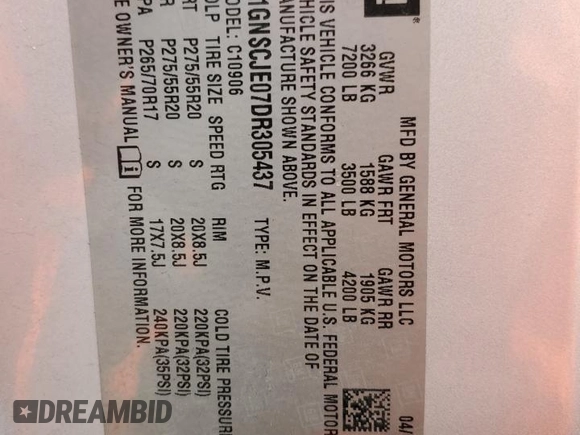 MFD BY GENERAL MOTORS LLC
04/
GVWR GAWR FRT GAWR RR
3266 KG 1588 KG 1905 KG
7200 LB 3500 LB 4200 LB
IS VEHICLE CONFORMS TO ALL APPLICABLE U.S. FEDERAL MOTOR
HICLE SAFETY STANDARDS IN EFFECT ON THE DATE OF
ANUFACTURE SHOWN ABOVE.
1GNSCJE07DR305437 TYPE: M.P.V.
MODEL: C10906
OLP TIRE SIZE SPEED RTG RIM COLD TIRE PRESSUR
RT P275/55R20 S 20X8.5J 220KPA(32PSI)
R P275/55R20 S 20X8.5J 220KPA(32PSI)
PA P265/70R17 S 17X7.5J 240KPA(35PSI)
E OWNER'S MANUAL i FOR MORE INFORMATION.
DREAMBID